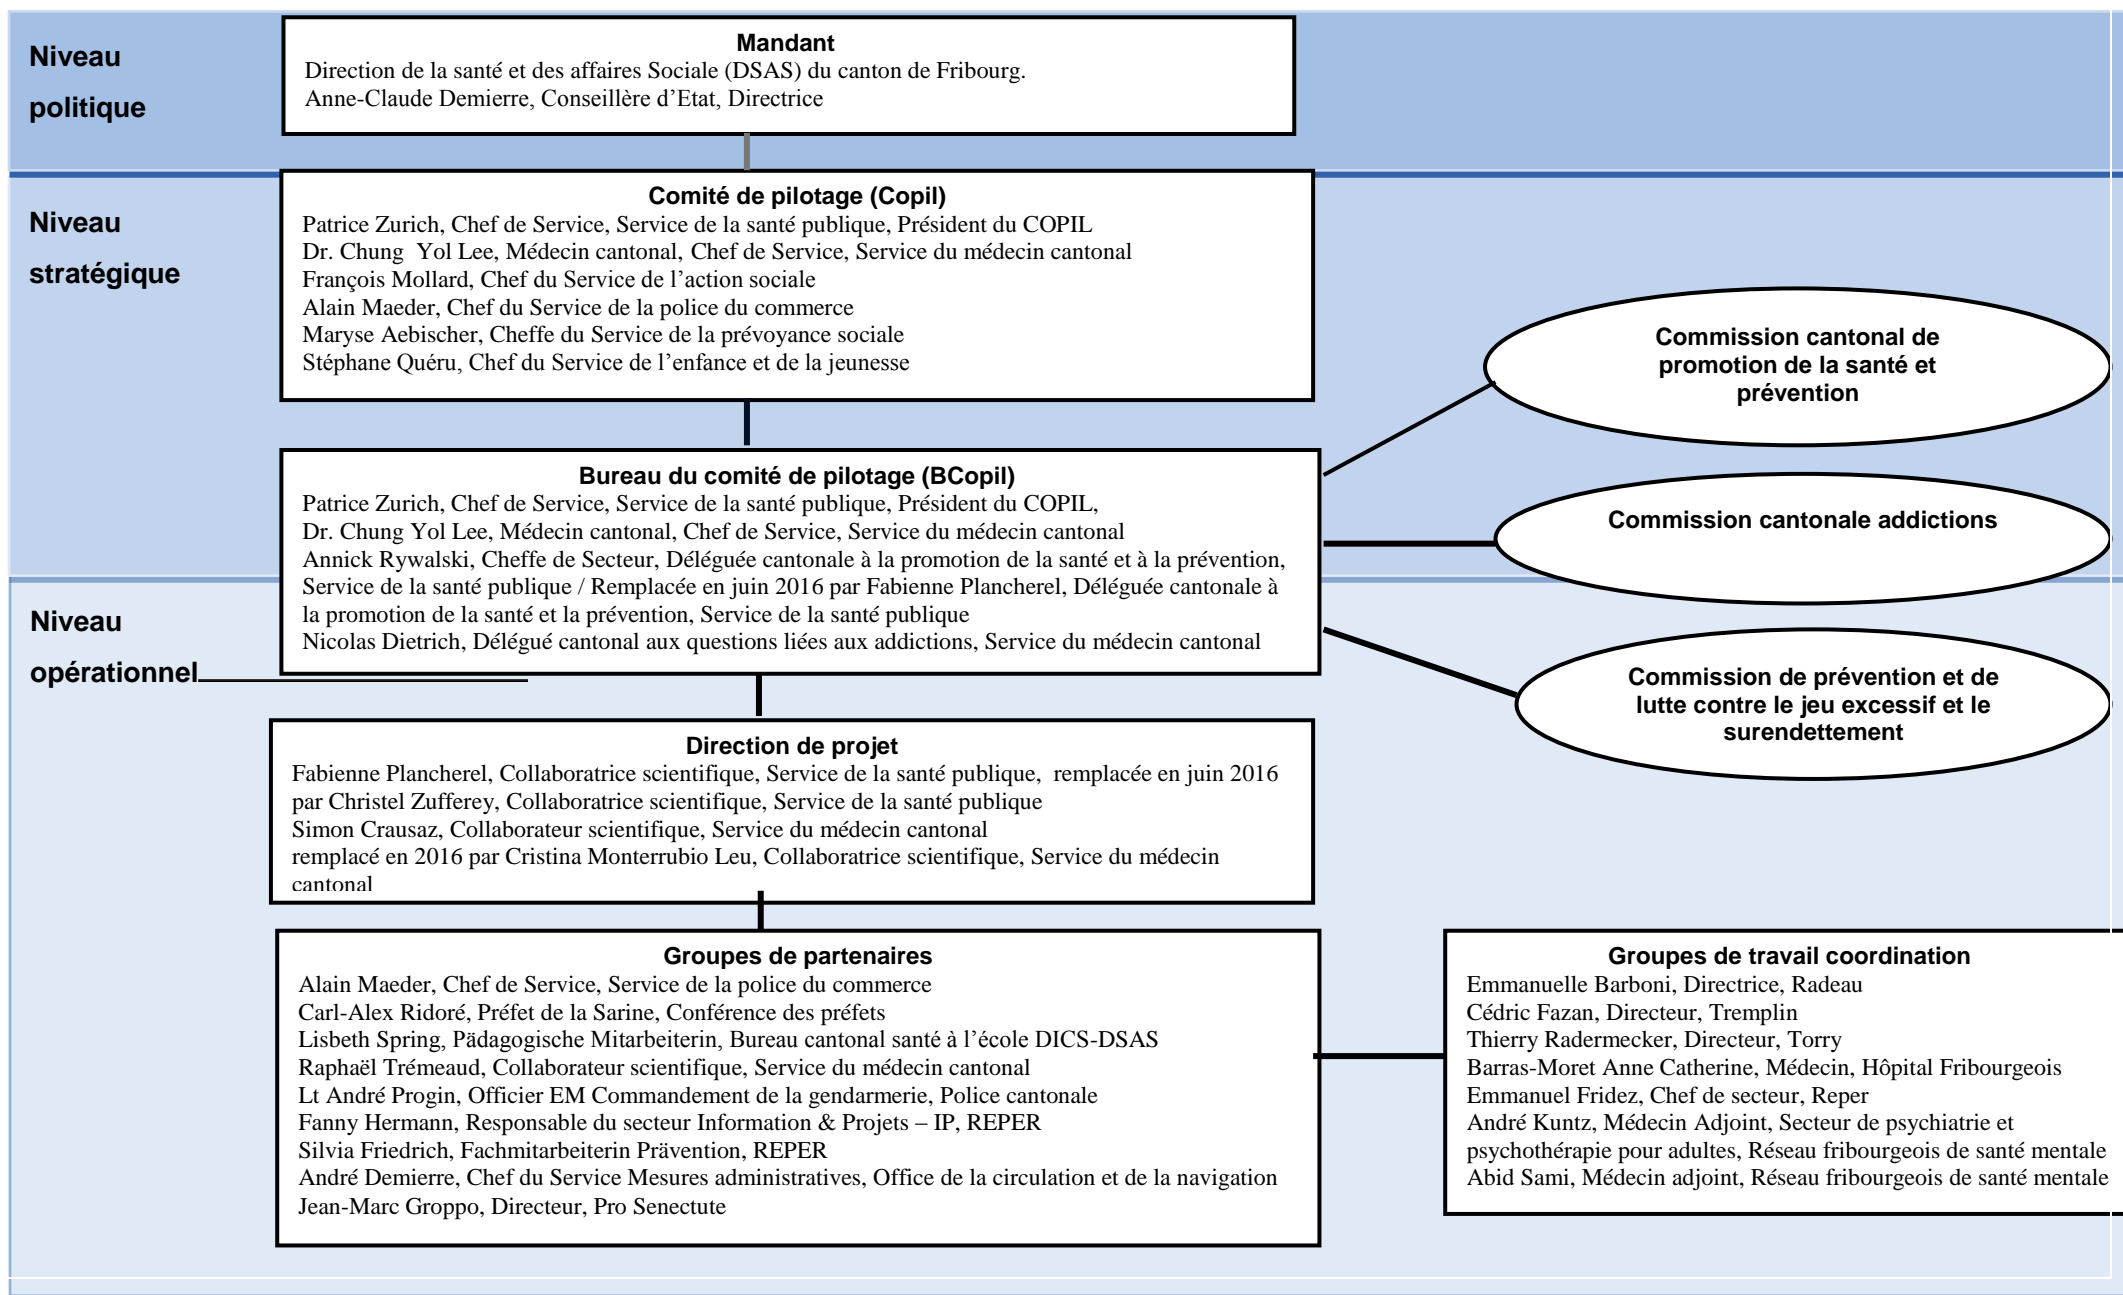 Niveau
politique
Mandant
Direction de la santé et des affaires Sociale (DSAS) du canton de Fribourg.
Anne-Claude Demierre, Conseillère d’Etat, Directrice
Niveau
stratégique
Comité de pilotage (Copil)
Patrice Zurich, Chef de Service, Service de la santé publique, Président du COPIL
Dr. Chung  Yol Lee, Médecin cantonal, Chef de Service, Service du médecin cantonal
François Mollard, Chef du Service de l’action sociale
Alain Maeder, Chef du Service de la police du commerce
Maryse Aebischer, Cheffe du Service de la prévoyance sociale
Stéphane Quéru, Chef du Service de l’enfance et de la jeunesse
Commission cantonal de
promotion de la santé et
prévention
Bureau du comité de pilotage (BCopil)
Patrice Zurich, Chef de Service, Service de la santé publique, Président du COPIL,
Dr. Chung Yol Lee, Médecin cantonal, Chef de Service, Service du médecin cantonal
Annick Rywalski, Cheffe de Secteur, Déléguée cantonale à la promotion de la santé et à la prévention,
Service de la santé publique / Remplacée en juin 2016 par Fabienne Plancherel, Déléguée cantonale à
la promotion de la santé et la prévention, Service de la santé publique
Nicolas Dietrich, Délégué cantonal aux questions liées aux addictions, Service du médecin cantonal
Commission cantonale addictions
Niveau
opérationnel
Commission de prévention et de
lutte contre le jeu excessif et le
surendettement
Direction de projet
Fabienne Plancherel, Collaboratrice scientifique, Service de la santé publique,  remplacée en juin 2016
par Christel Zufferey, Collaboratrice scientifique, Service de la santé publique
Simon Crausaz, Collaborateur scientifique, Service du médecin cantonal
remplacé en 2016 par Cristina Monterrubio Leu, Collaboratrice scientifique, Service du médecin
cantonal
Groupes de partenaires
Alain Maeder, Chef de Service, Service de la police du commerce
Carl-Alex Ridoré, Préfet de la Sarine, Conférence des préfets
Lisbeth Spring, Pädagogische Mitarbeiterin, Bureau cantonal santé à l’école DICS-DSAS
Raphaël Trémeaud, Collaborateur scientifique, Service du médecin cantonal
Lt André Progin, Officier EM Commandement de la gendarmerie, Police cantonale
Fanny Hermann, Responsable du secteur Information & Projets – IP, REPER
Silvia Friedrich, Fachmitarbeiterin Prävention, REPER
André Demierre, Chef du Service Mesures administratives, Office de la circulation et de la navigation
Jean-Marc Groppo, Directeur, Pro Senectute
Groupes de travail coordination
Emmanuelle Barboni, Directrice, Radeau
Cédric Fazan, Directeur, Tremplin
Thierry Radermecker, Directeur, Torry
Barras-Moret Anne Catherine, Médecin, Hôpital Fribourgeois
Emmanuel Fridez, Chef de secteur, Reper
André Kuntz, Médecin Adjoint, Secteur de psychiatrie et
psychothérapie pour adultes, Réseau fribourgeois de santé mentale
Abid Sami, Médecin adjoint, Réseau fribourgeois de santé mentale